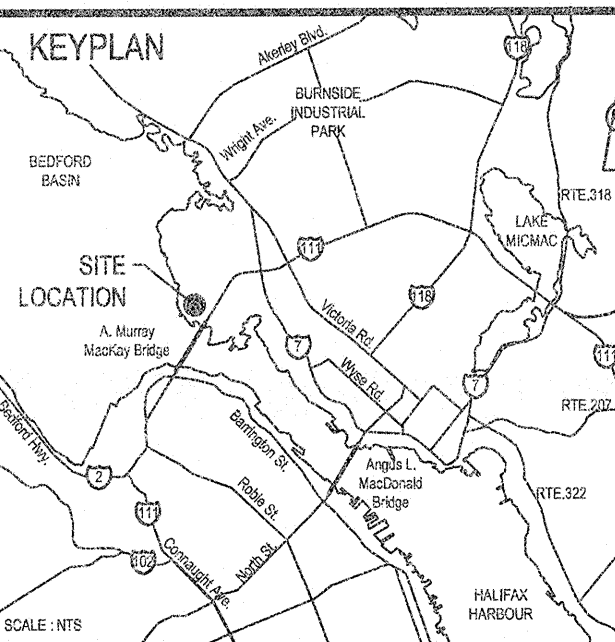 KEYPLAN
Akerley Blvd.
118
BURNSIDE
INDUSTRIAL
PARK
Wright Ave.
BEDFORD
BASIN
RTE.318
LAKE
MICMAC
111
SITE
LOCATION
118
Victoria Rd.
A. Murray
MacKay Bridge
7
Wyse Rd.
111
7
RTE.207
Bedford Hwy.
Barrington St.
2
Angus L.
MacDonald
Bridge
Robie St.
RTE.322
111
102
Connaught Ave.
North St.
HALIFAX
HARBOUR
SCALE : NTS